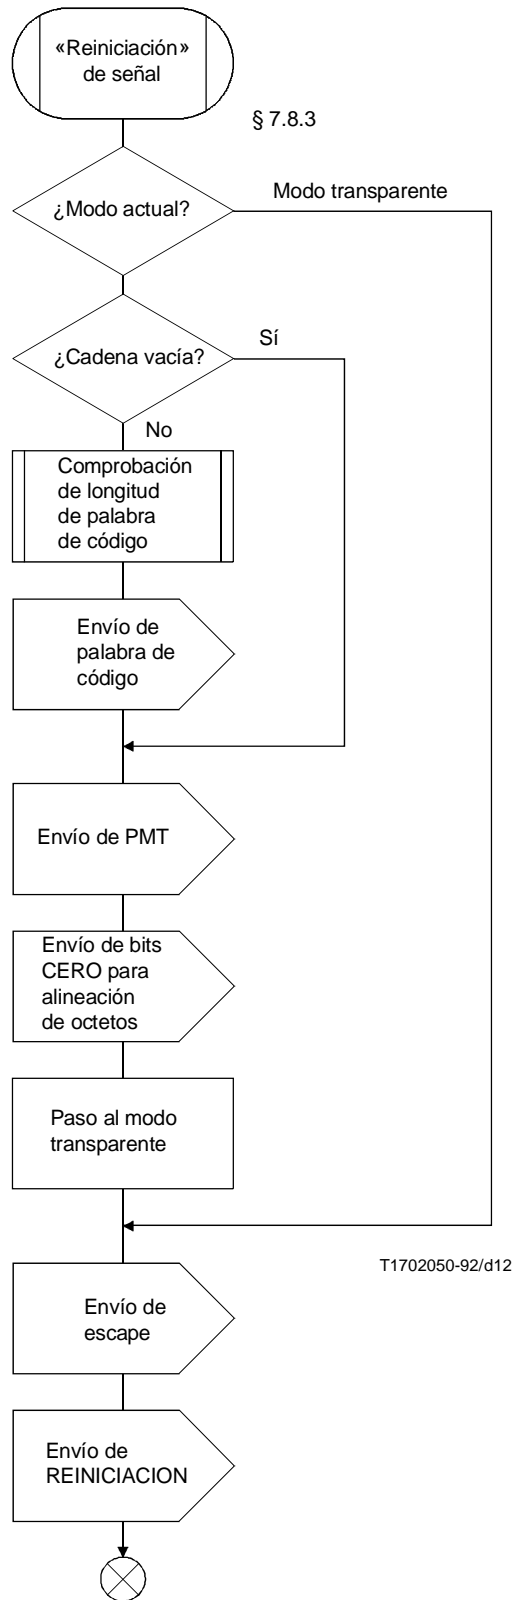 «Reiniciación»
de señal
§ 7.8.3
¿Modo actual?
Modo transparente
¿Cadena vacía?
Sí
No
Comprobación
de longitud
de palabra
de código
Envío de
palabra de
código
Envío de PMT
Envío de bits
CERO para
alineación
de octetos
Paso al modo
transparente
T1702050-92/d12
Envío de
escape
Envío de
REINICIACION